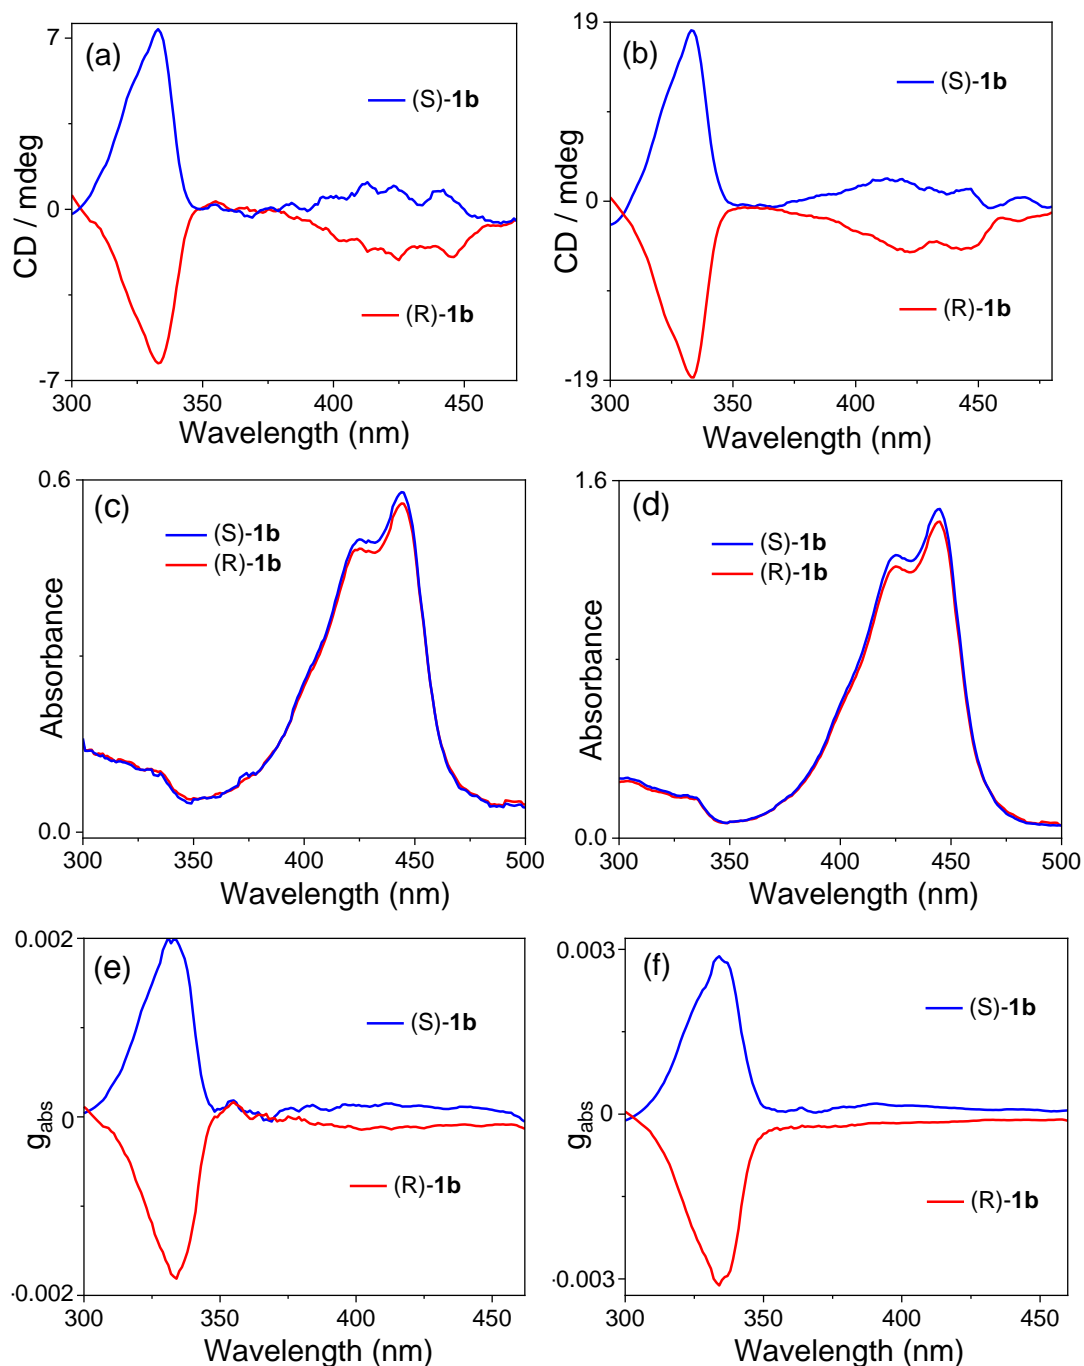 (a)
7
0
-7
CD / mdeg
(S)-1b
(R)-1b
300
350
400
450
Wavelength (nm)
(b)
19
0
-19
CD / mdeg
(S)-1b
(R)-1b
300
350
400
450
Wavelength (nm)
(c)
0.6
0.0
Absorbance
(S)-1b
(R)-1b
300
350
400
450
500
Wavelength (nm)
(d)
1.6
0.0
Absorbance
(S)-1b
(R)-1b
300
350
400
450
500
Wavelength (nm)
(e)
0.002
0
-0.002
gabs
(S)-1b
(R)-1b
300
350
400
450
Wavelength (nm)
(f)
0.003
0
-0.003
gabs
(S)-1b
(R)-1b
300
350
400
450
Wavelength (nm)